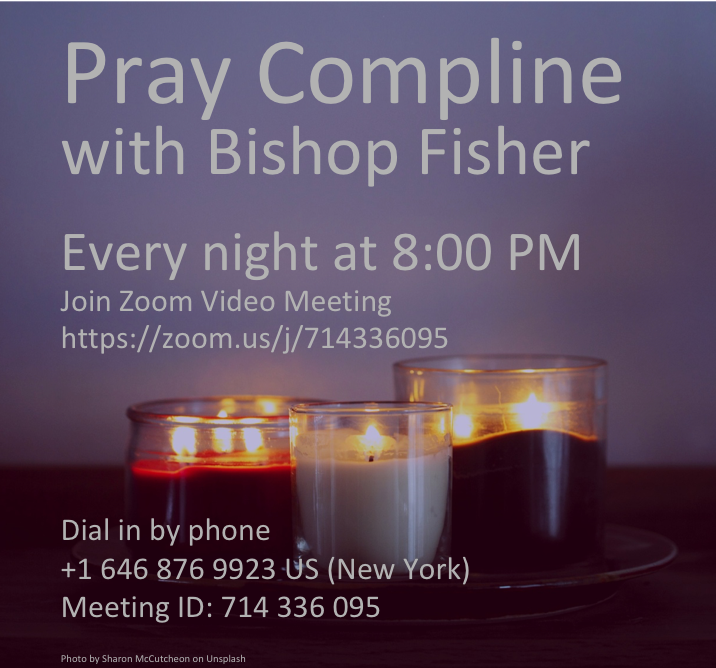 Pray Compline
with Bishop Fisher
Every night at 8:00 PM
Join Zoom Video Meeting
https://zoom.us/j/714336095
Dial in by phone
+1 646 876 9923 US (New York)
Meeting ID: 714 336 095
Photo by Sharon McCutcheon on Unsplash